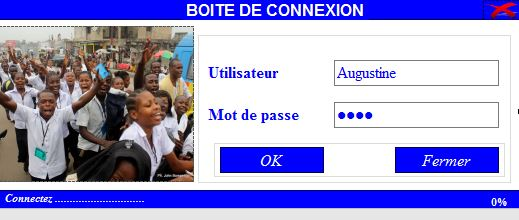 BOITE DE CONNEXION
Utilisateur
Augustine
Mot de passe
●●●●
OK
Fermer
Connectez ..............................
0%